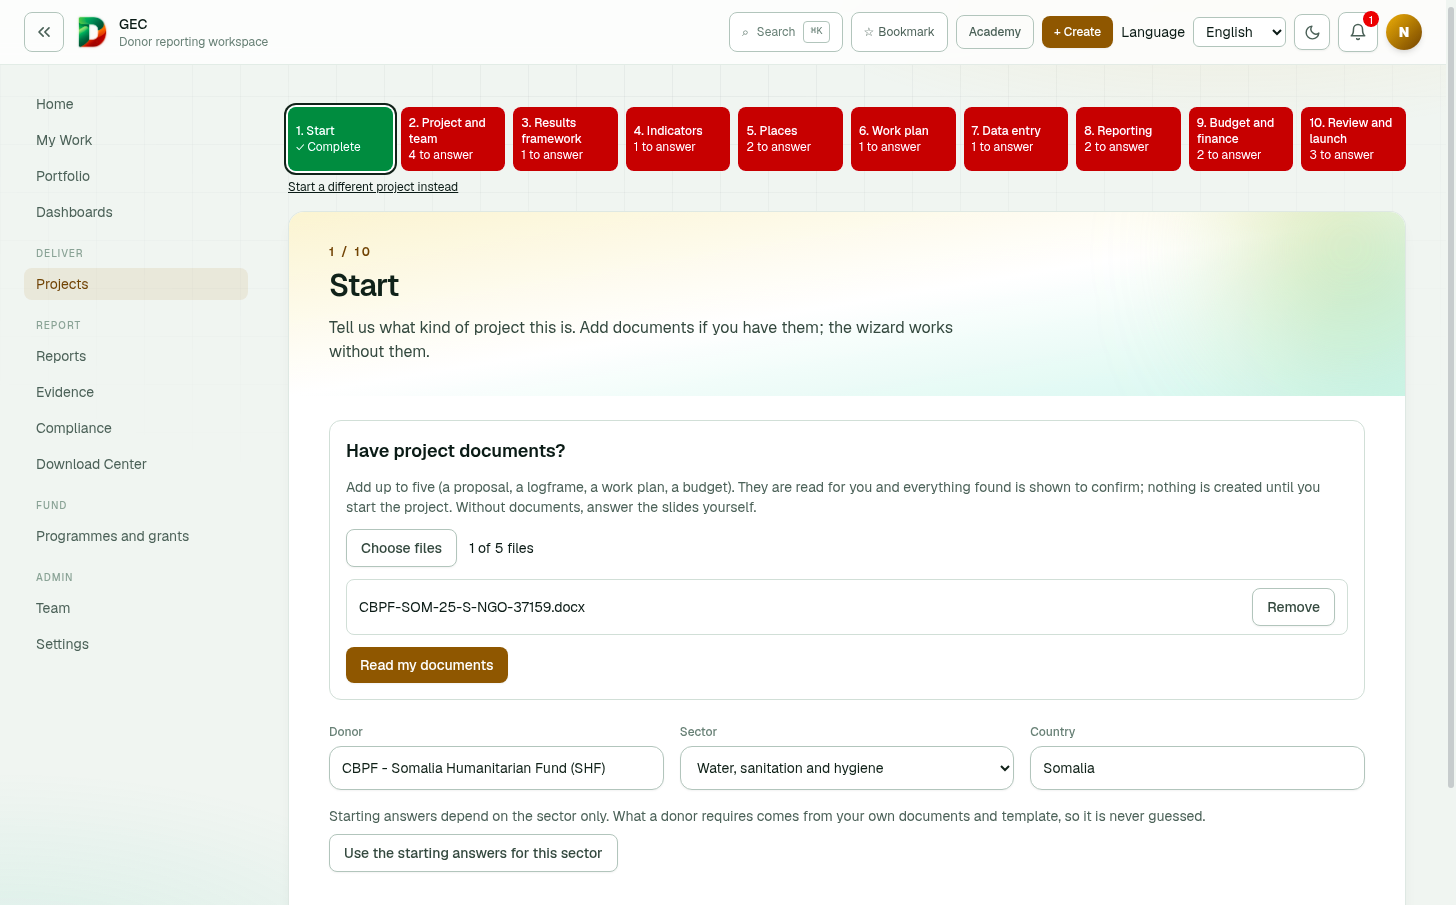 GEC
Donor reporting workspace
Search ⌘K
☆ Bookmark
Academy
+ Create
Language
English
1
N
Home
My Work
Portfolio
Dashboards
DELIVER
Projects
REPORT
Reports
Evidence
Compliance
Download Center
FUND
Programmes and grants
ADMIN
Team
Settings
1. Start
✓ Complete
2. Project and
team
4 to answer
3. Results
framework
1 to answer
4. Indicators
1 to answer
5. Places
2 to answer
6. Work plan
1 to answer
7. Data entry
1 to answer
8. Reporting
2 to answer
9. Budget and
finance
2 to answer
10. Review and
launch
3 to answer
Start a different project instead
1 / 10
Start
Tell us what kind of project this is. Add documents if you have them; the wizard works
without them.
Have project documents?
Add up to five (a proposal, a logframe, a work plan, a budget). They are read for you and everything found is shown to confirm; nothing is created until you
start the project. Without documents, answer the slides yourself.
Choose files
1 of 5 files
CBPF-SOM-25-S-NGO-37159.docx
Remove
Read my documents
Donor
CBPF - Somalia Humanitarian Fund (SHF)
Sector
Water, sanitation and hygiene
Country
Somalia
Starting answers depend on the sector only. What a donor requires comes from your own documents and template, so it is never guessed.
Use the starting answers for this sector